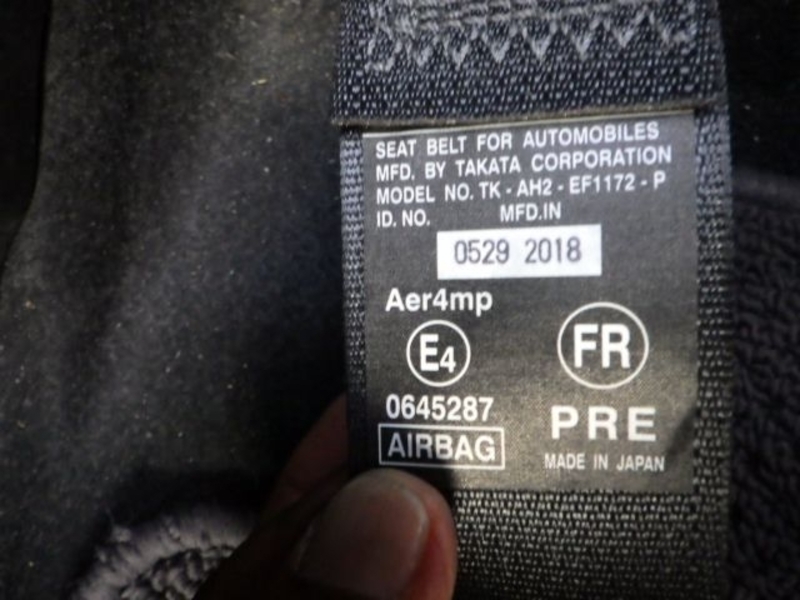 SEAT BELT FOR AUTOMOBILES
MFD. BY TAKATA CORPORATION
MODEL NO. TK - AH2 - EF1172 - P
ID. NO. MFD.IN
0529 2018
Aer4mp
E4 FR
0645287 PRE
AIRBAG MADE IN JAPAN